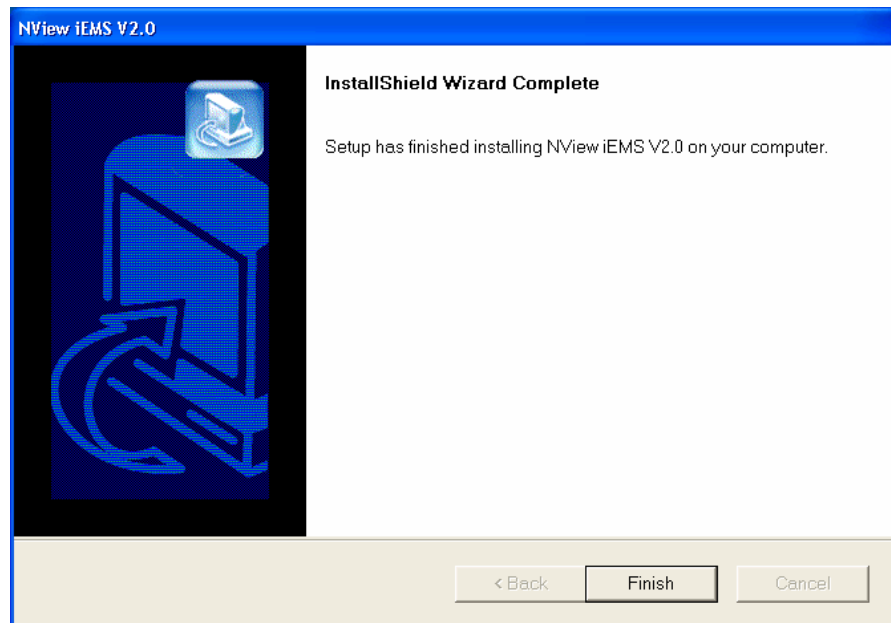 NView iEMS V2.0
InstallShield Wizard Complete
Setup has finished installing NView iEMS V2.0 on your computer.
< Back
Finish
Cancel